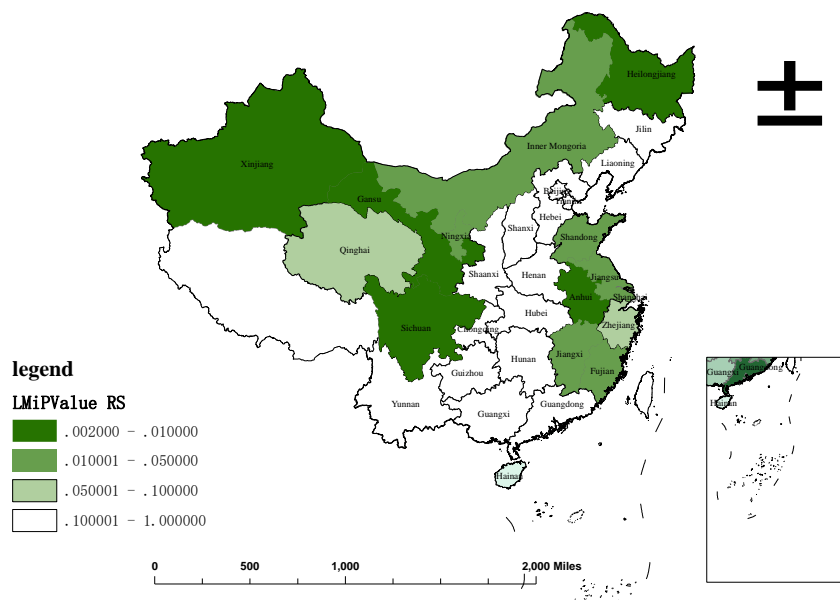 Heilongjiang
Jilin
Inner Mongoria
Liaoning
Xinjiang
Gansu
Hebei
Shanxi
Ningxia
Shandong
Qinghai
Shaanxi
Henan
Jiangsu
Anhui
Shanghai
Hubei
Zhejiang
Sichuan
Chongqing
Hunan
Jiangxi
Guizhou
Fujian
Yunnan
Guangxi
Guangdong
Hainan
Guangxi
Guangdong
Hainan
legend
LMiPValue RS
.002000 - .010000
.010001 - .050000
.050001 - .100000
.100001 - 1.000000
0 500 1,000 2,000 Miles